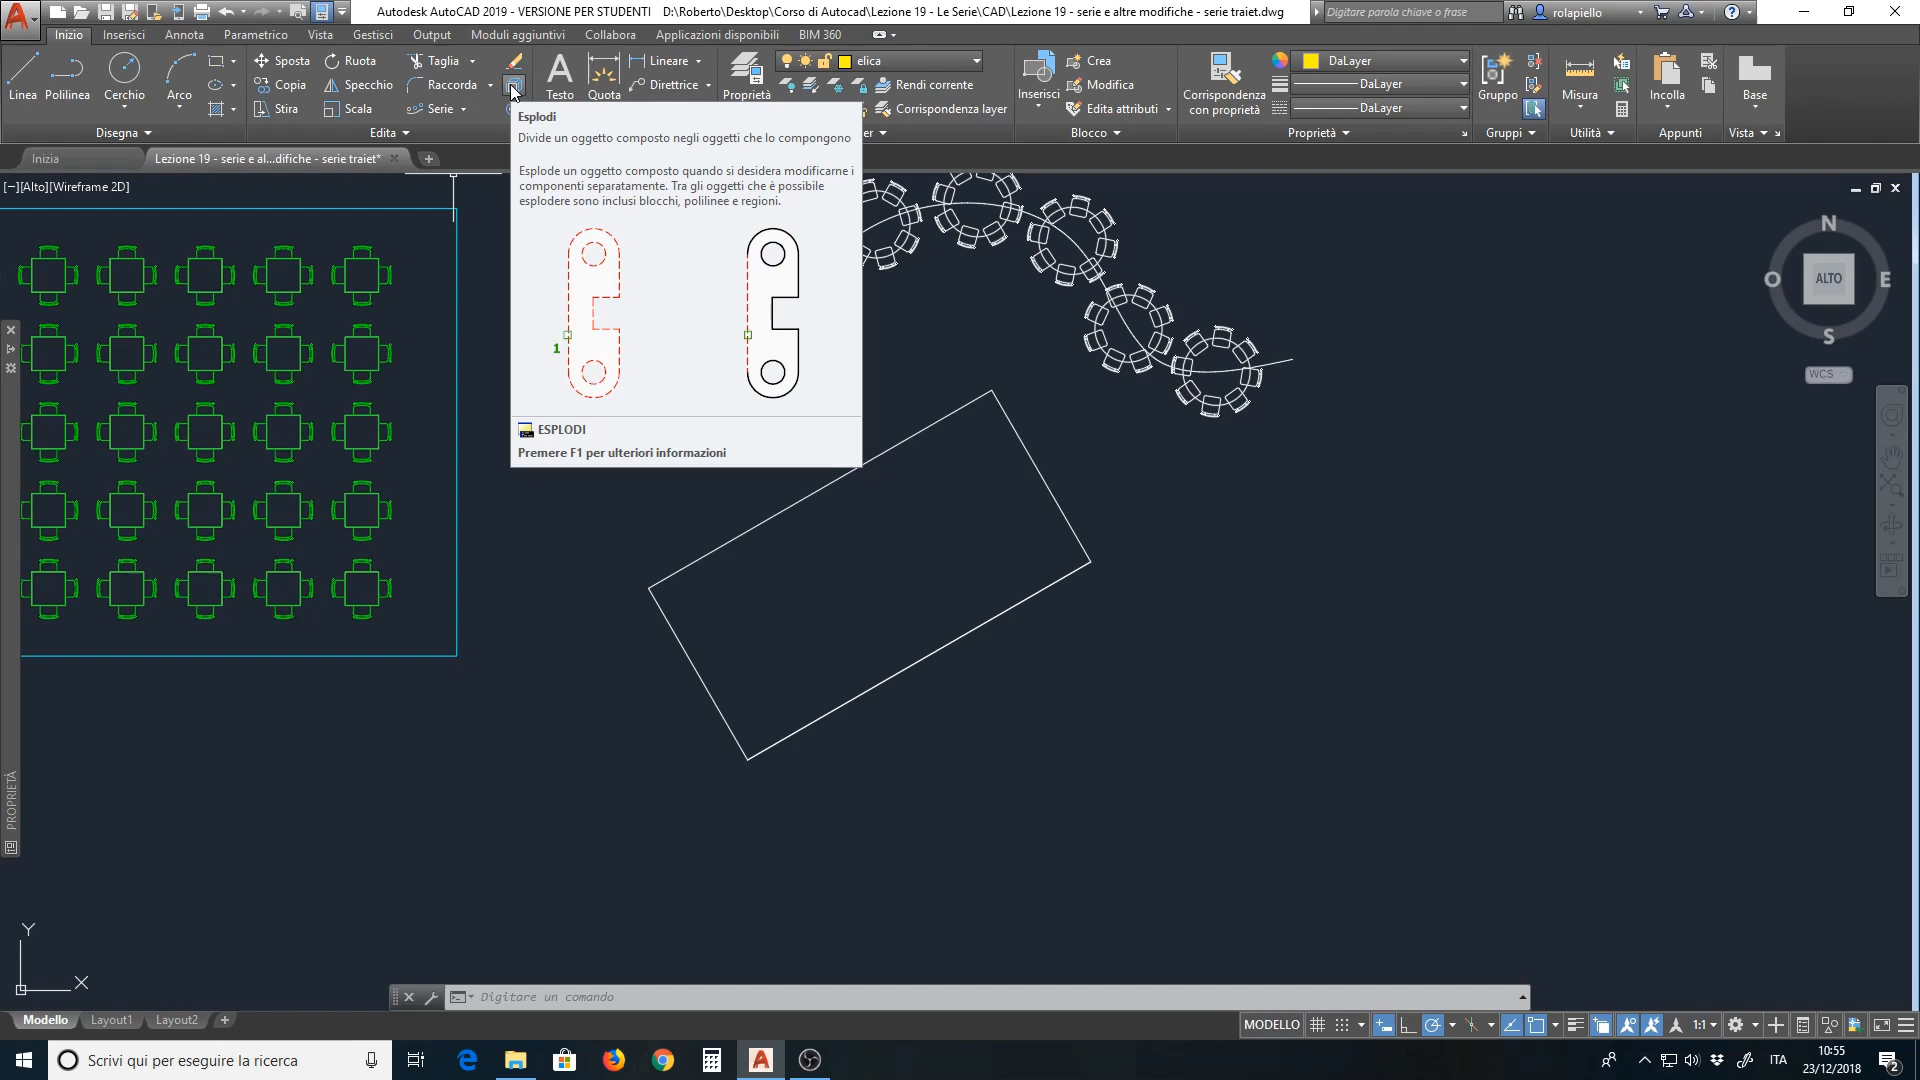 Autodesk AutoCAD 2019 - VERSIONE PER STUDENTI D:\Roberto\Desktop\Corso di Autocad\Lezione 19 - Le Serie\CAD\Lezione 19 - serie e altre modifiche - serie traiet.dwg
Digitare parola chiave o frase
rolapiello
Inizio Inserisci Annota Parametrico Vista Gestisci Output Moduli aggiuntivi Collabora Applicazioni disponibili BIM 360
Linea Polilinea Cerchio Arco
Sposta Ruota Taglia
Copia Specchio Raccorda
Stira Scala Serie
Testo Quota
Lineare
Direttrice
Proprietà
elica
Rendi corrente
Corrispondenza layer
Inserisci
Crea
Modifica
Edita attributi
Corrispondenza
con proprietà
DaLayer
DaLayer
DaLayer
Gruppo
Misura
Incolla
Base
Disegna Edita er Blocco Proprietà Gruppi Utilità Appunti Vista
Inizia Lezione 19 - serie e al...difiche - serie traiet*
[−][Alto][Wireframe 2D]
Esplodi
Divide un oggetto composto negli oggetti che lo compongono
Esplode un oggetto composto quando si desidera modificarne i
componenti separatamente. Tra gli oggetti che è possibile
esplodere sono inclusi blocchi, polilinee e regioni.
1
ESPLODI
Premere F1 per ulteriori informazioni
N
O ALTO E
S
WCS
PROPRIETÀ
Y
X
Digitare un comando
Modello Layout1 Layout2
MODELLO 1:1
Scrivi qui per eseguire la ricerca
ITA
10:55
23/12/2018
2